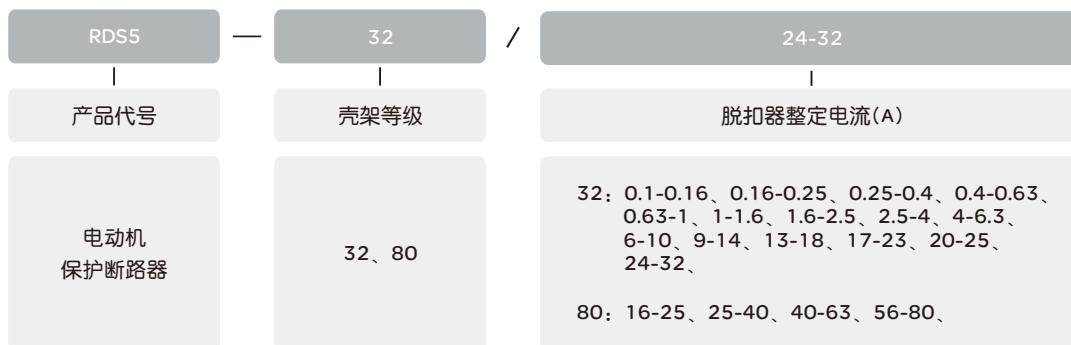 RDS5 — 32 / 24-32
产品代号 壳架等级 脱扣器整定电流(A)
电动机
保护断路器
32、80
32：0.1-0.16、0.16-0.25、0.25-0.4、0.4-0.63、
0.63-1、1-1.6、1.6-2.5、2.5-4、4-6.3、
6-10、9-14、13-18、17-23、20-25、
24-32、
80：16-25、25-40、40-63、56-80、